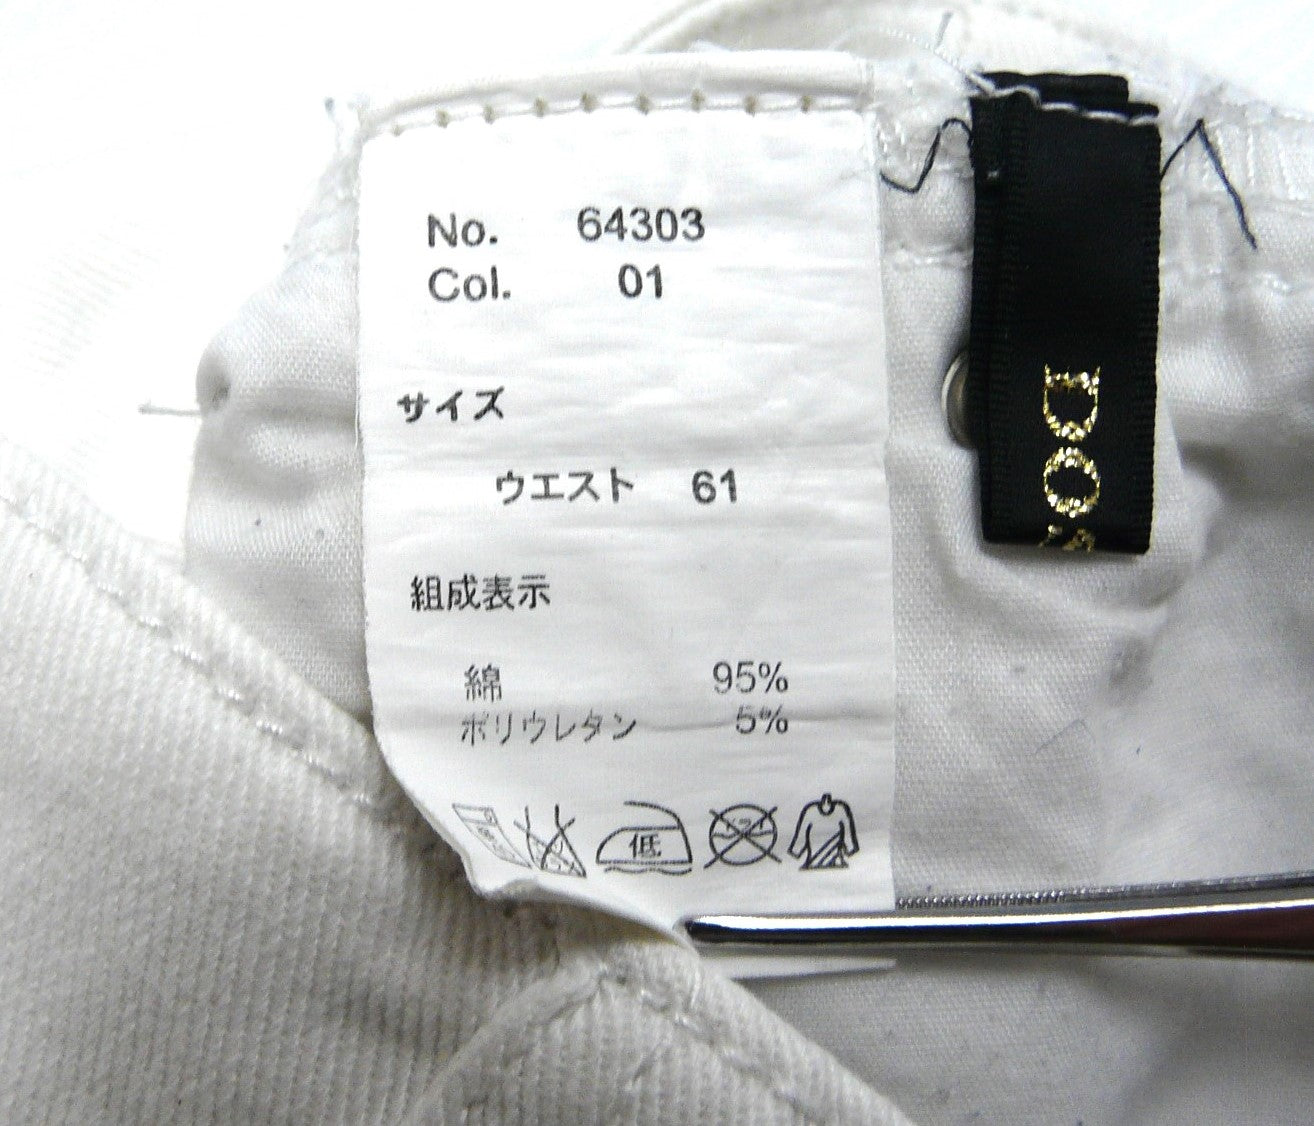 No. 64303
Col. 01
サイズ
ウエスト 61
組成表示
綿 95%
ポリウレタン 5%
低
DO